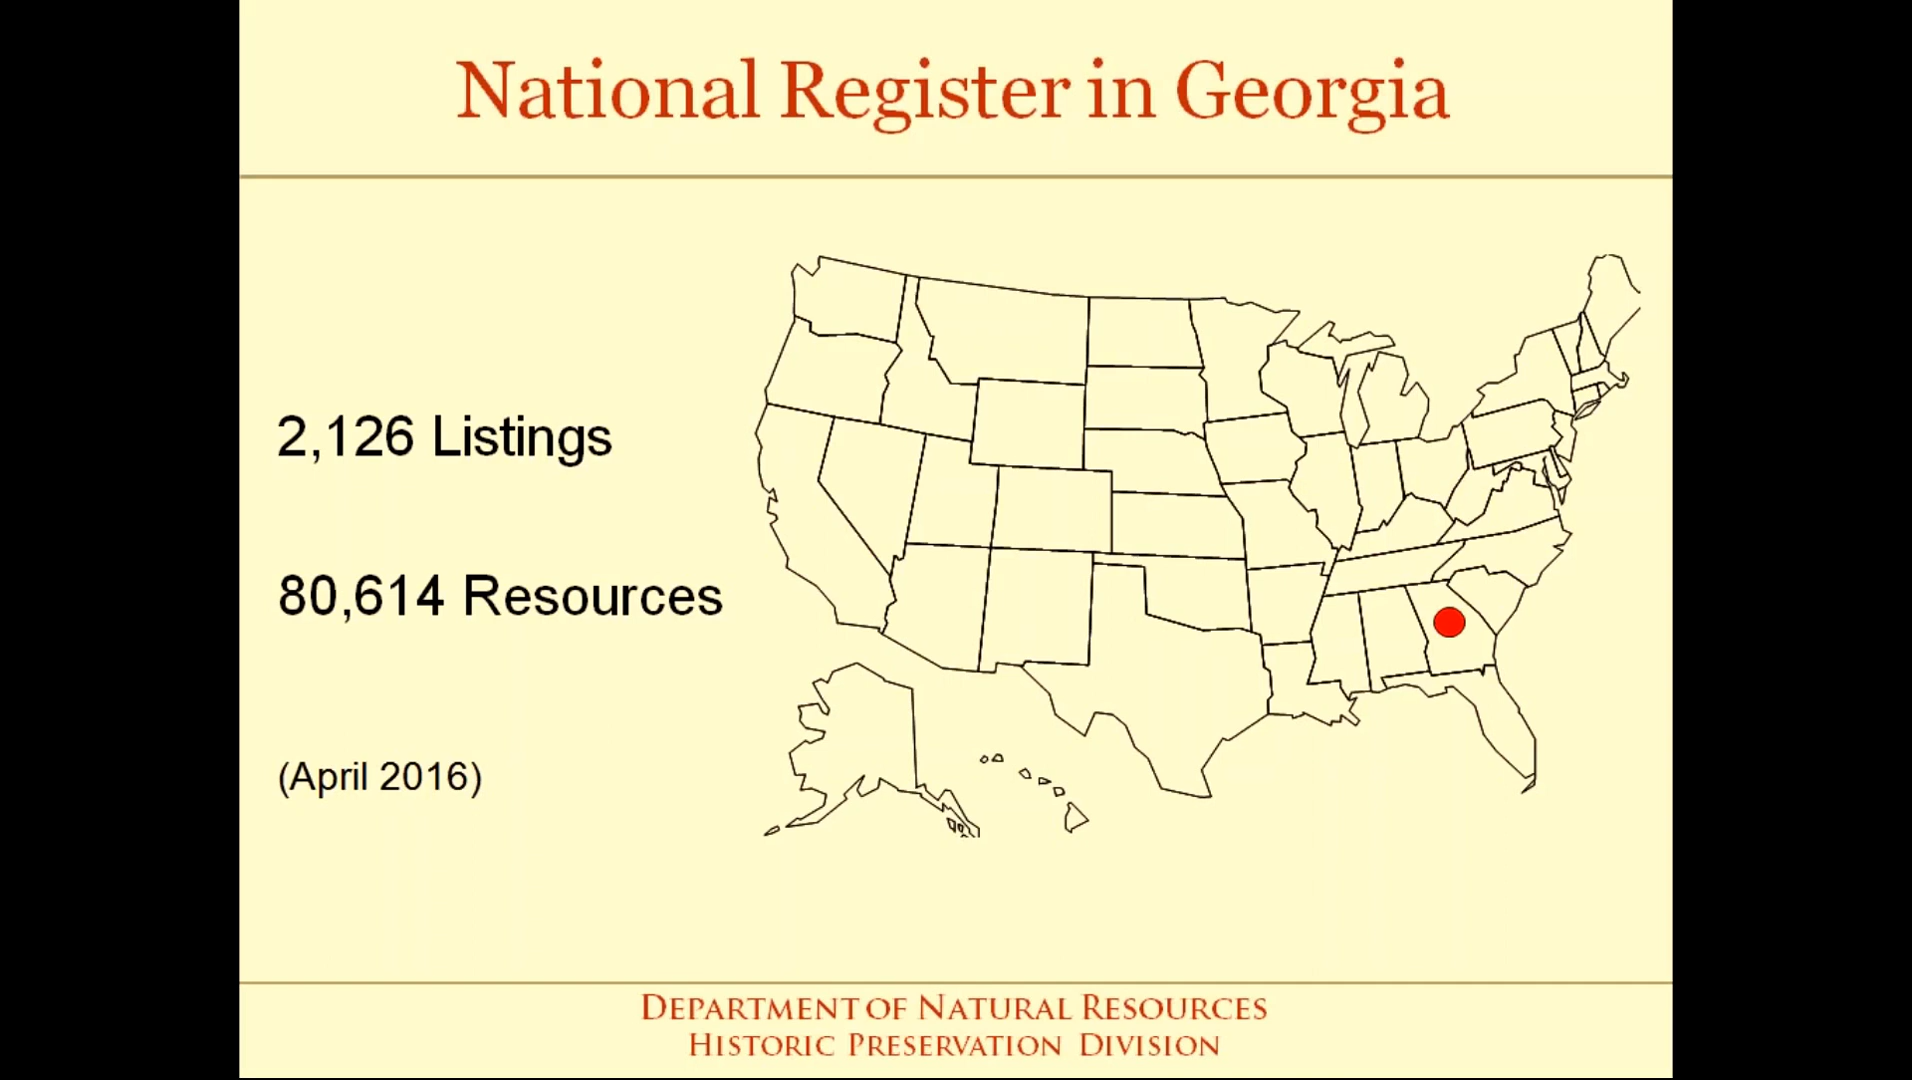 National Register in Georgia
2,126 Listings
80,614 Resources
(April 2016)
DEPARTMENT OF NATURAL RESOURCES
HISTORIC PRESERVATION DIVISION